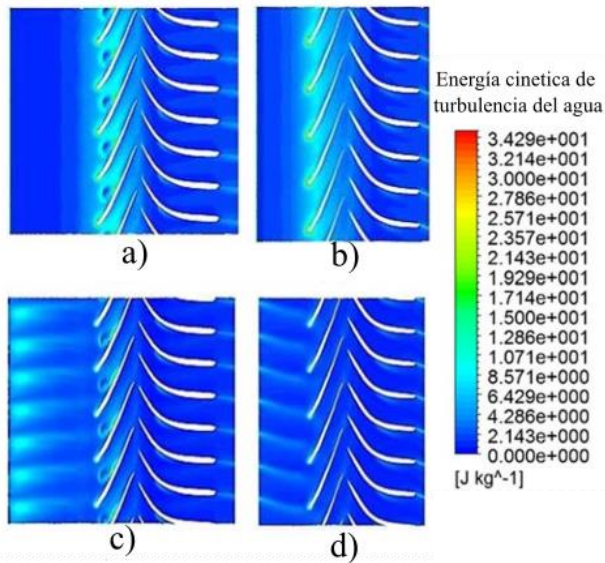 a)
b)
Energía cinetica de
turbulencia del agua
3.429e+001
3.214e+001
3.000e+001
2.786e+001
2.571e+001
2.357e+001
2.143e+001
1.929e+001
1.714e+001
1.500e+001
1.286e+001
1.071e+001
8.571e+000
6.429e+000
4.286e+000
2.143e+000
0.000e+000
[J kg^-1]
c)
d)